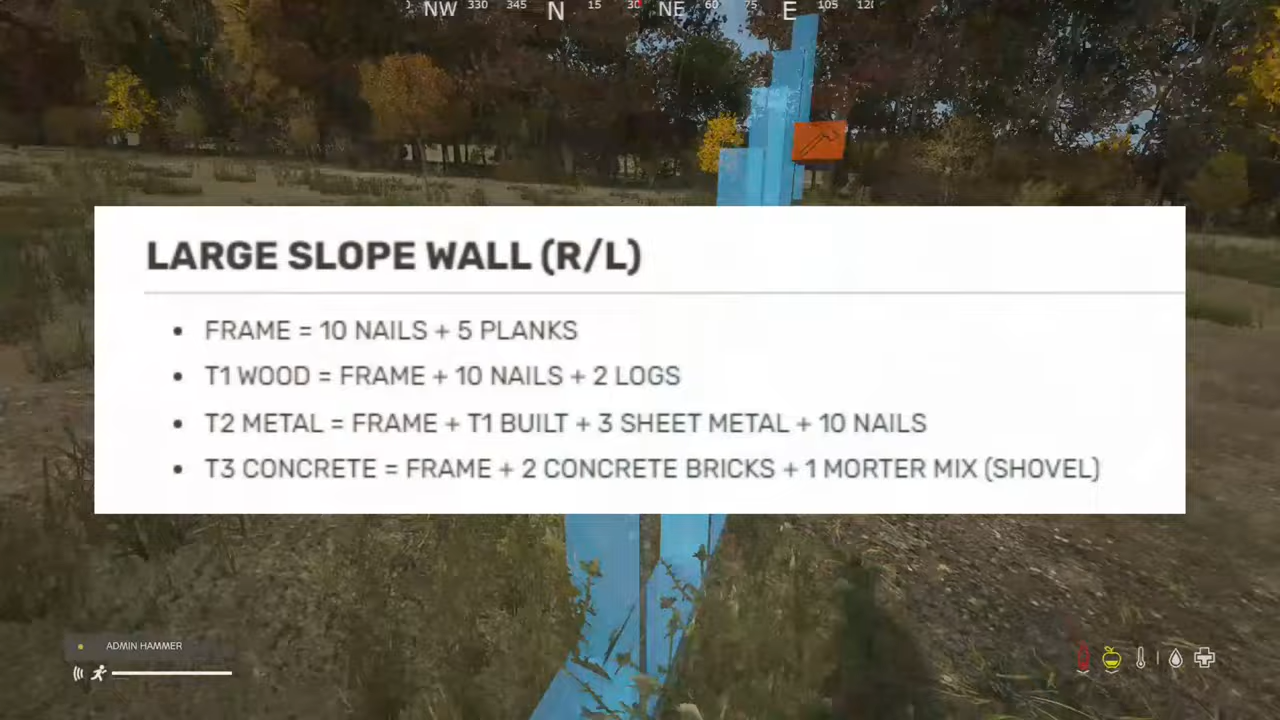 NW 330 345 N 15 30 NE 60 75 E 105 120
LARGE SLOPE WALL (R/L)
• FRAME = 10 NAILS + 5 PLANKS
• T1 WOOD = FRAME + 10 NAILS + 2 LOGS
• T2 METAL = FRAME + T1 BUILT + 3 SHEET METAL + 10 NAILS
• T3 CONCRETE = FRAME + 2 CONCRETE BRICKS + 1 MORTER MIX (SHOVEL)
ADMIN HAMMER